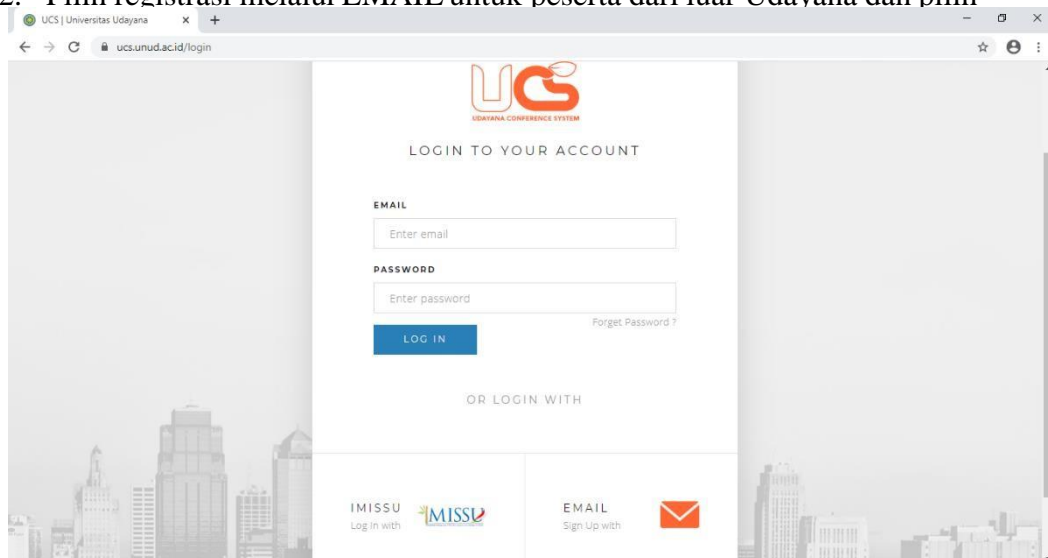 2. Pilih registrasi melalui EMAIL untuk peserta dari luar Udayana dan pilih
UCS | Universitas Udayana
ucs.unud.ac.id/login
UCS
UDAYANA CONFERENCE SYSTEM
LOGIN TO YOUR ACCOUNT
EMAIL
Enter email
PASSWORD
Enter password
Forget Password ?
LOG IN
OR LOGIN WITH
IMISSU
Log in with
IMISSU
EMAIL
Sign Up with